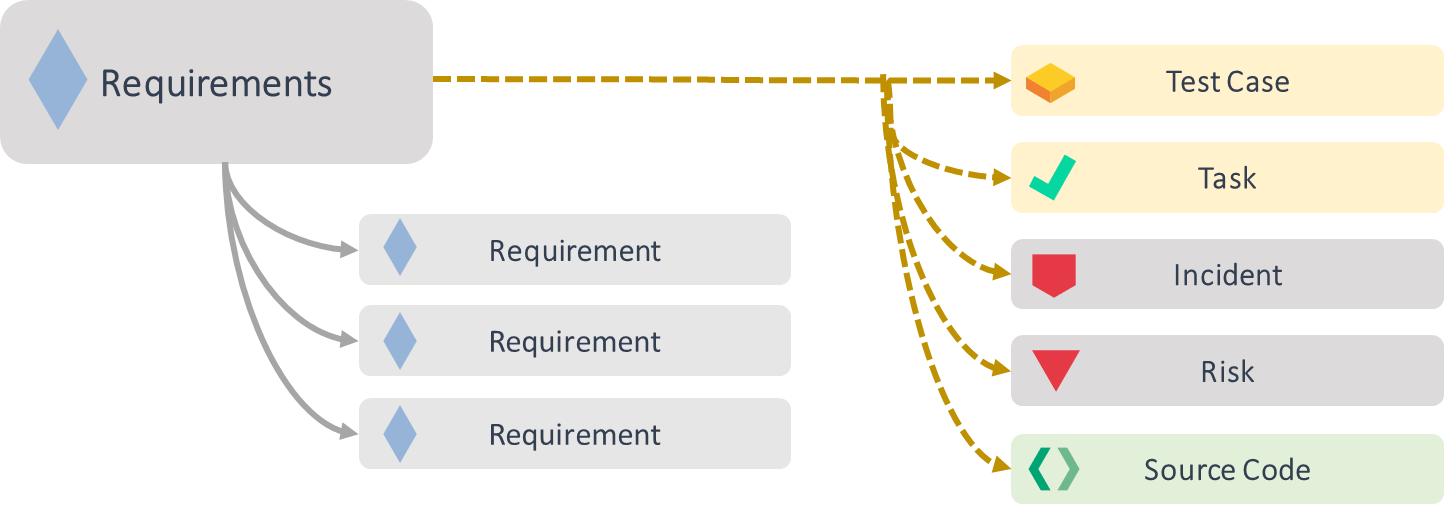 Requirements
Requirement
Requirement
Requirement
Test Case
Task
Incident
Risk
Source Code